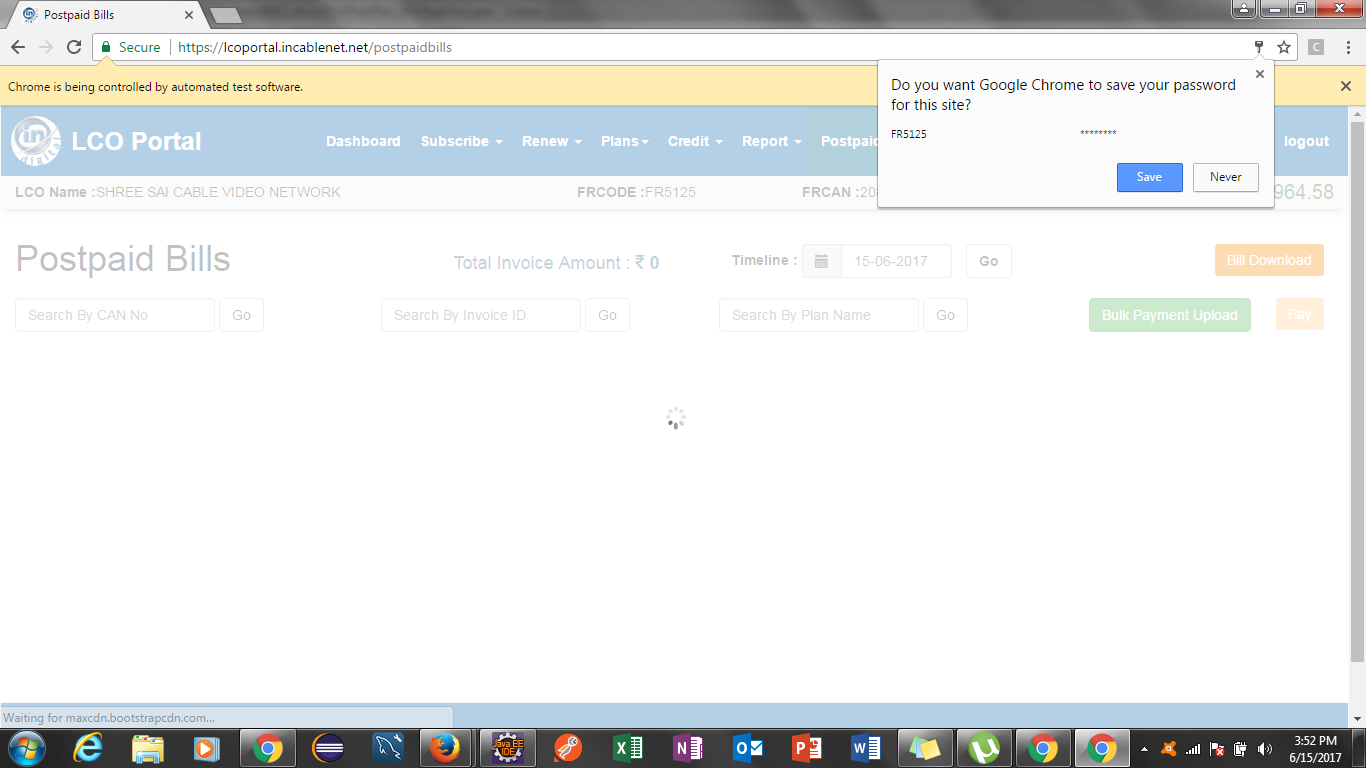 Postpaid Bills
Secure https://lcoportal.incablenet.net/postpaidbills
C
Chrome is being controlled by automated test software.
Do you want Google Chrome to save your password
for this site?
FR5125 ********
Save Never
in digital LCO Portal Dashboard Subscribe Renew Plans Credit Report Postpaid logout
LCO Name :SHREE SAI CABLE VIDEO NETWORK FRCODE :FR5125 FRCAN :20 964.58
Postpaid Bills Total Invoice Amount : ₹ 0 Timeline : 15-06-2017 Go Bill Download
Search By CAN No Go Search By Invoice ID Go Search By Plan Name Go Bulk Payment Upload Pay
Waiting for maxcdn.bootstrapcdn.com...
Java EE IDE
3:52 PM
6/15/2017